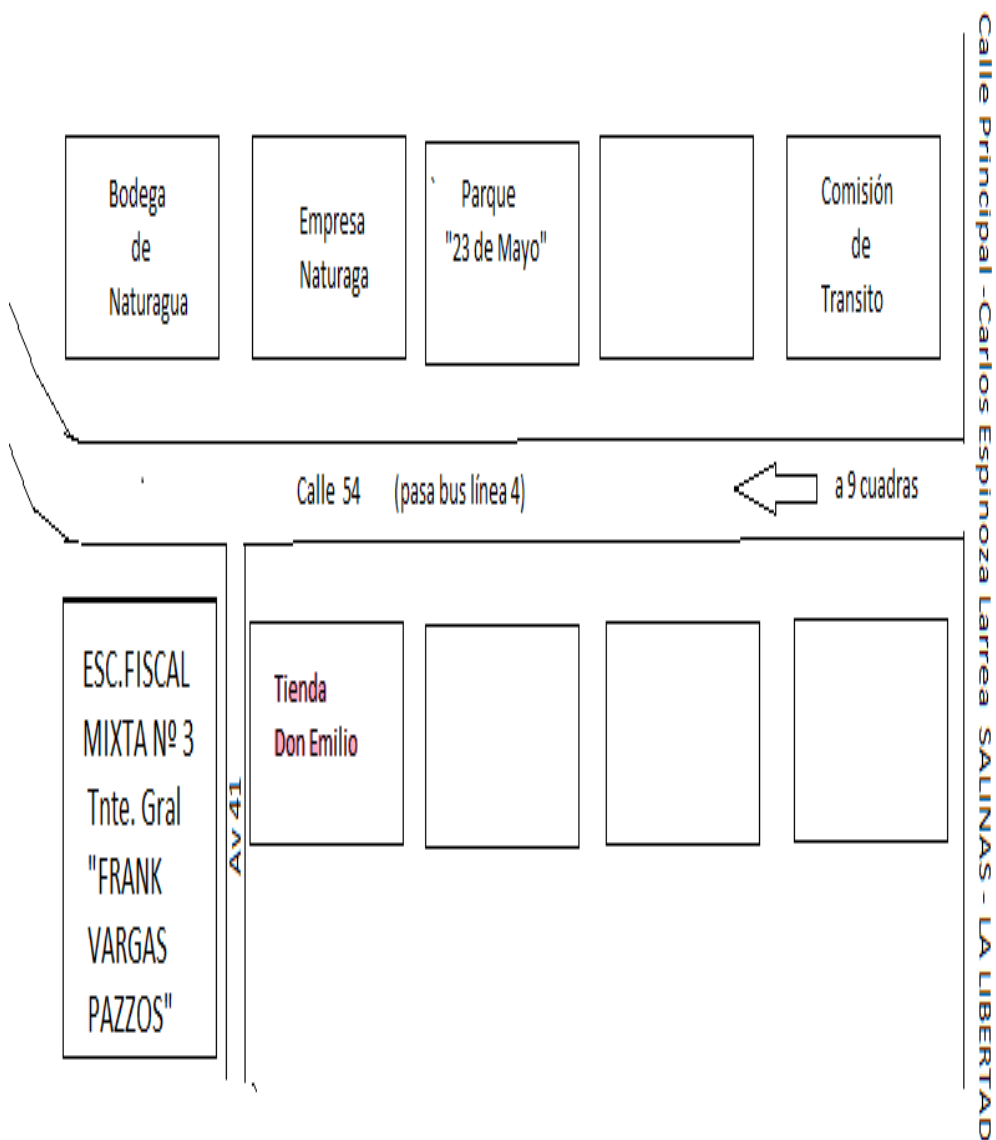 Bodega
de
Naturagua
Empresa
Naturaga
Parque
"23 de Mayo"
Comisión
de
Transito
Calle Principal -Carlos Espinoza Larrea SALINAS - LA LIBERTAD
Calle 54 (pasa bus línea 4)
a 9 cuadras
ESC.FISCAL
MIXTA Nº 3
Tnte. Gral
"FRANK
VARGAS
PAZZOS"
Av 41
Tienda
Don Emilio